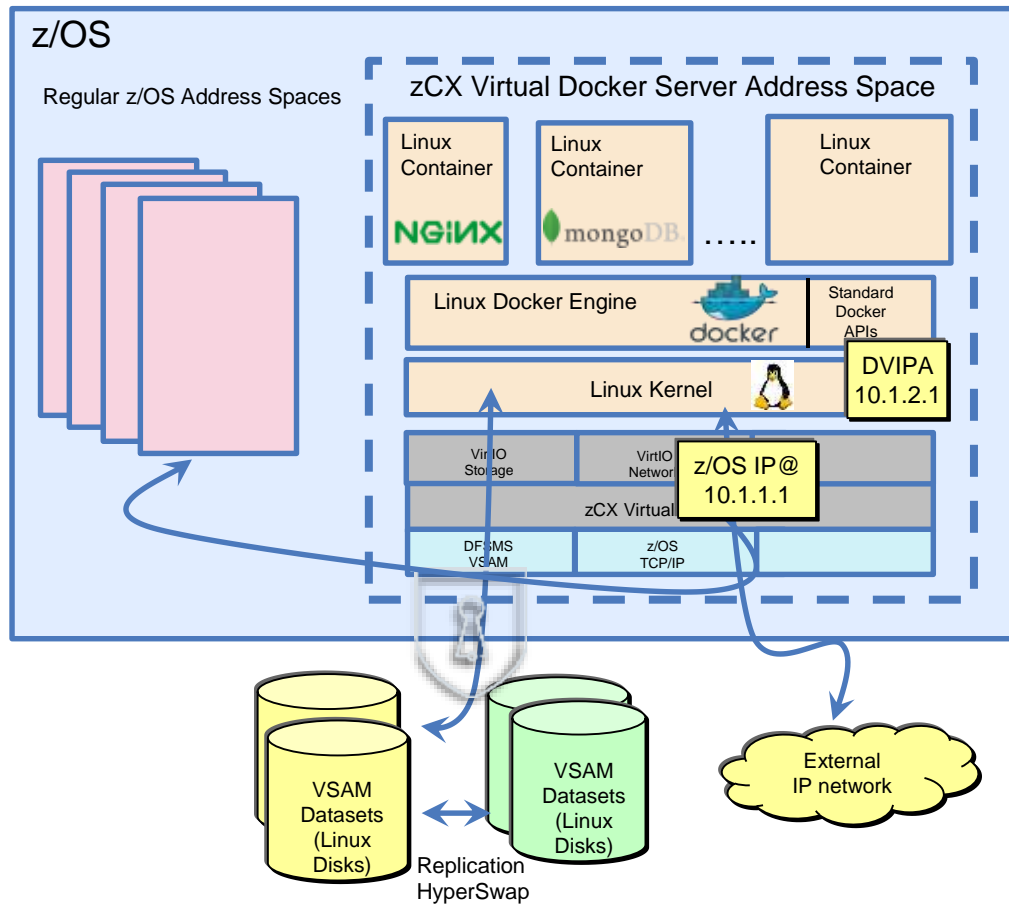 z/OS
Regular z/OS Address Spaces
zCX Virtual Docker Server Address Space
Linux
Container
NGiNX
Linux
Container
mongoDB.
.....
Linux
Container
Linux Docker Engine
docker
Standard
Docker
APIs
Linux Kernel
DVIPA
10.1.2.1
VirtIO
Storage
VirtIO
Network
z/OS IP@
10.1.1.1
zCX Virtual
DFSMS
VSAM
z/OS
TCP/IP
VSAM
Datasets
(Linux
Disks)
VSAM
Datasets
(Linux
Disks)
Replication
HyperSwap
External
IP network